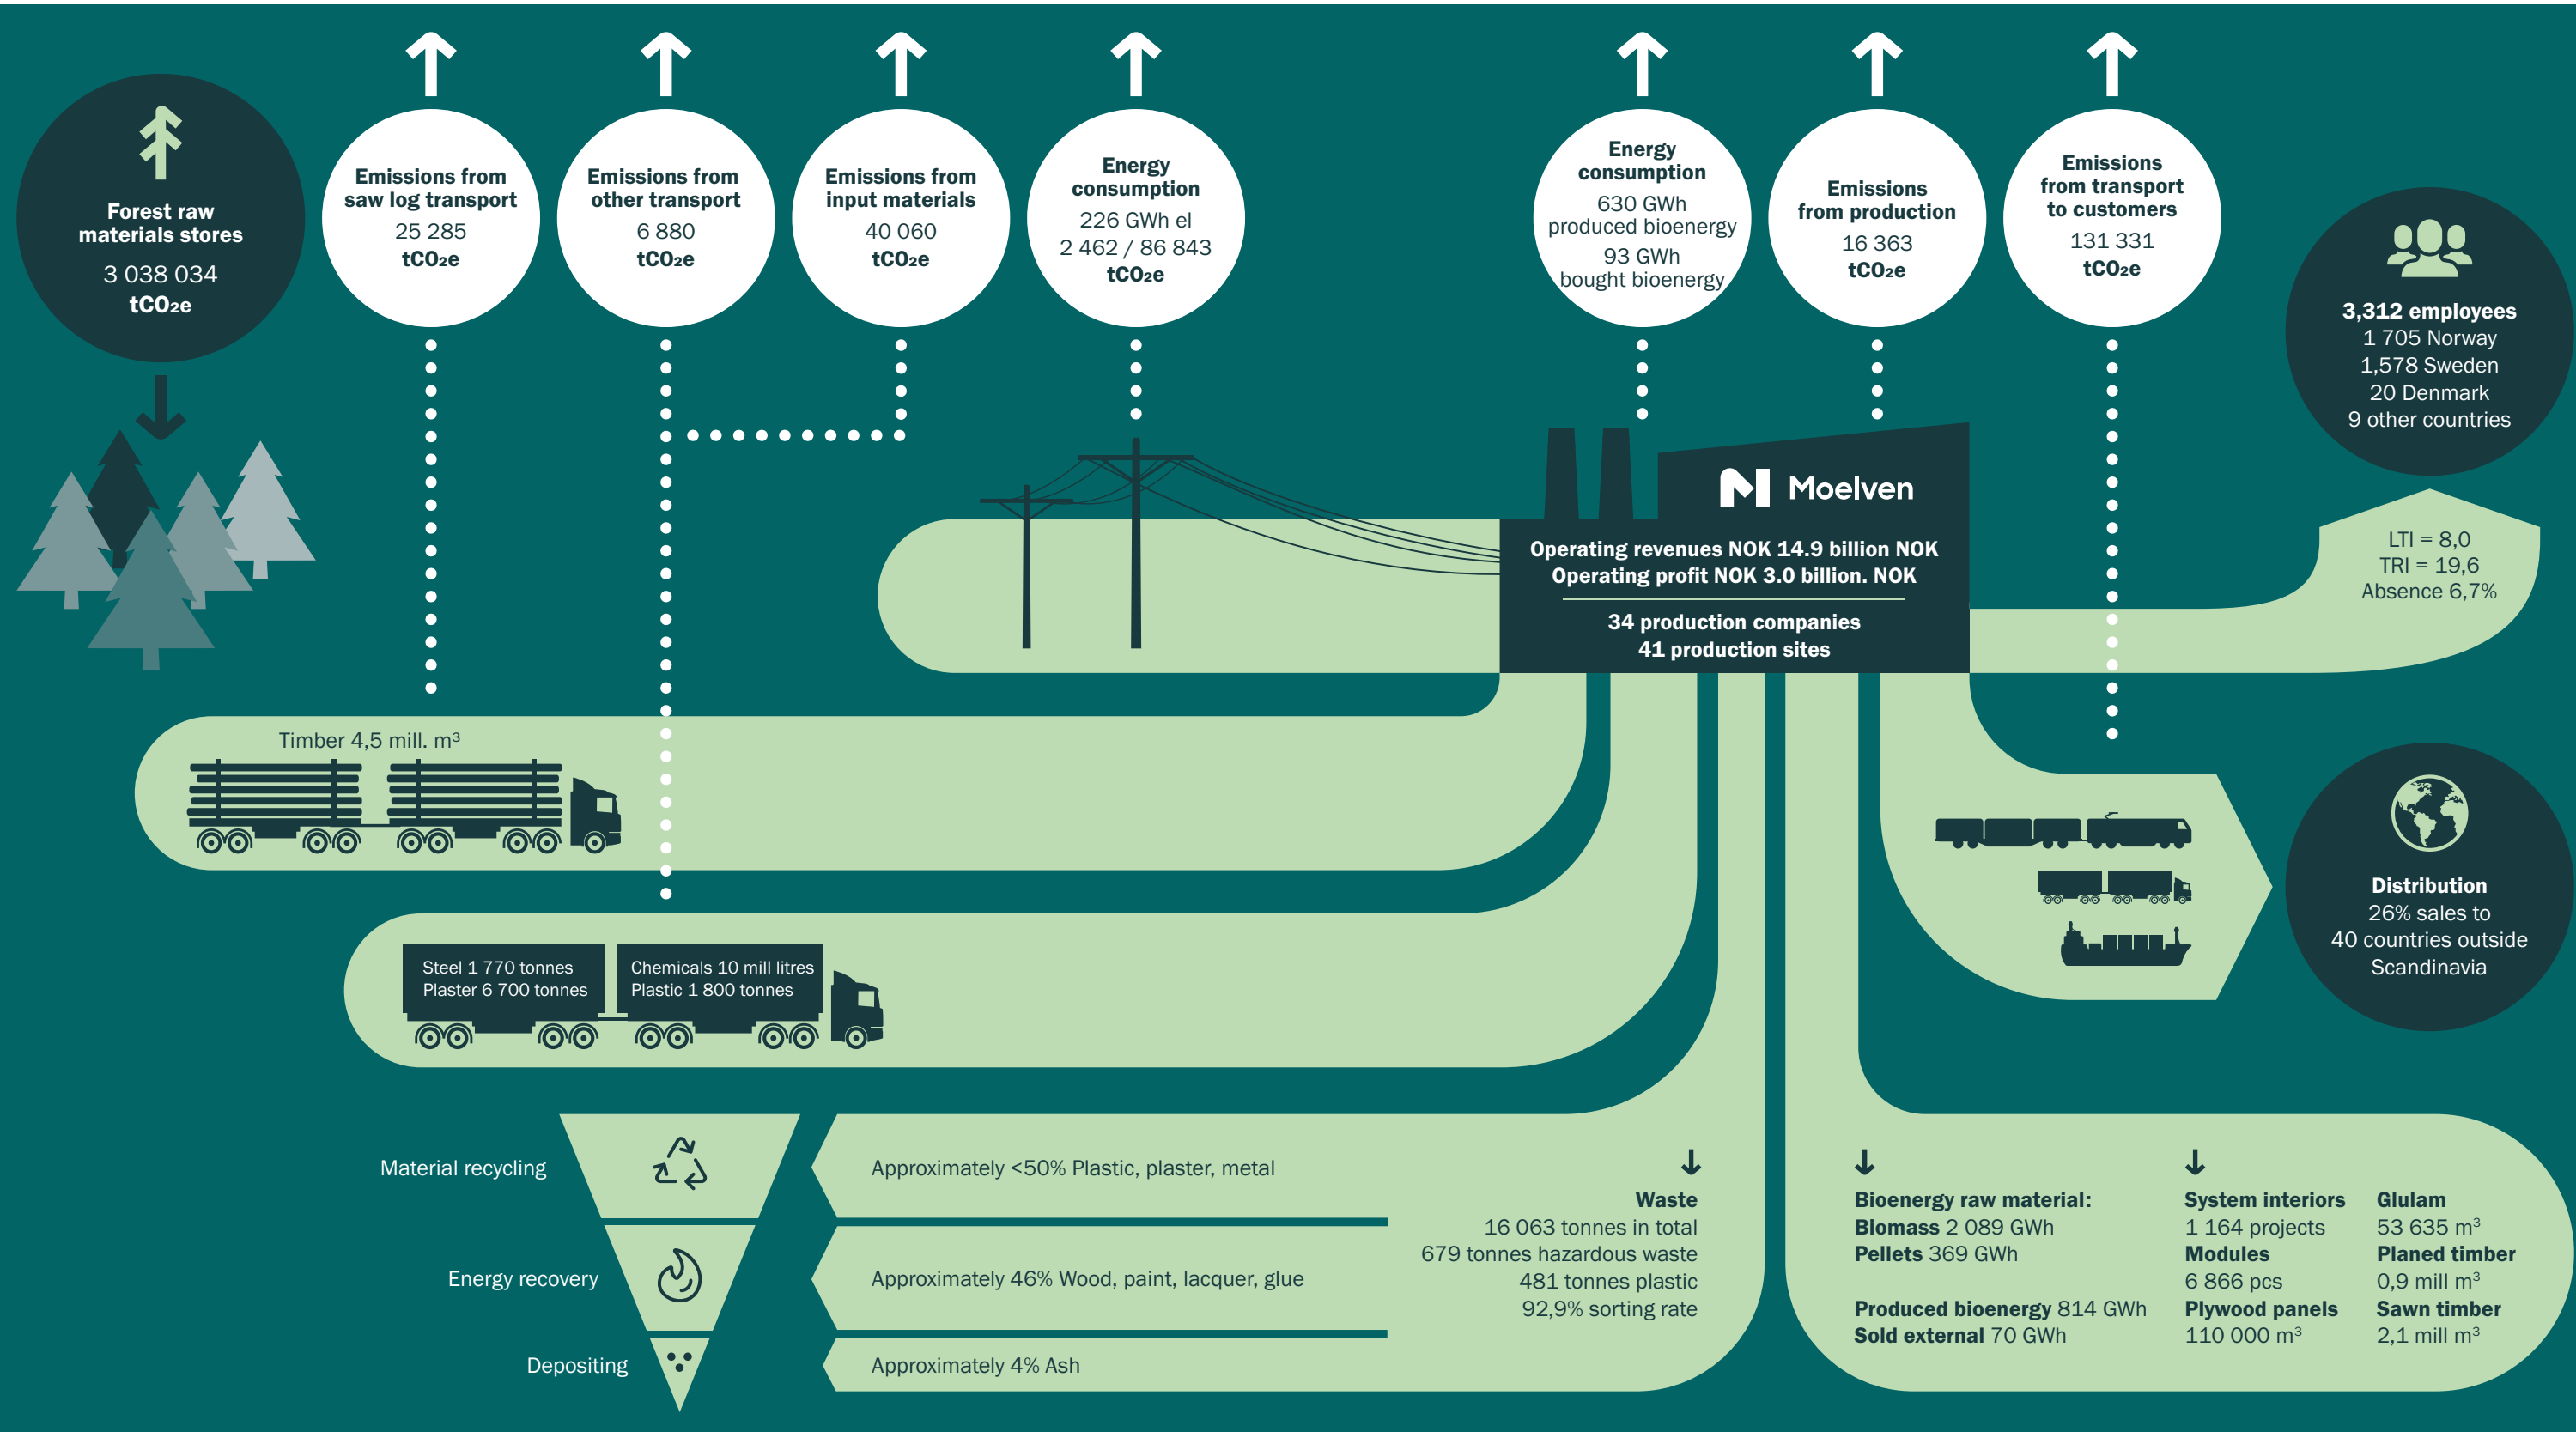 Forest raw
materials stores
3 038 034
tCO₂e
Emissions from
saw log transport
25 285
tCO₂e
Emissions from
other transport
6 880
tCO₂e
Emissions from
input materials
40 060
tCO₂e
Energy
consumption
226 GWh el
2 462 / 86 843
tCO₂e
Energy
consumption
630 GWh
produced bioenergy
93 GWh
bought bioenergy
Emissions
from production
16 363
tCO₂e
Emissions
from transport
to customers
131 331
tCO₂e
3,312 employees
1 705 Norway
1,578 Sweden
20 Denmark
9 other countries
Moelven
Operating revenues NOK 14.9 billion NOK
Operating profit NOK 3.0 billion. NOK
34 production companies
41 production sites
LTI = 8,0
TRI = 19,6
Absence 6,7%
Timber 4,5 mill. m³
Steel 1 770 tonnes
Plaster 6 700 tonnes
Chemicals 10 mill litres
Plastic 1 800 tonnes
Distribution
26% sales to
40 countries outside
Scandinavia
Material recycling
Approximately <50% Plastic, plaster, metal
Energy recovery
Approximately 46% Wood, paint, lacquer, glue
Depositing
Approximately 4% Ash
Waste
16 063 tonnes in total
679 tonnes hazardous waste
481 tonnes plastic
92,9% sorting rate
Bioenergy raw material:
Biomass 2 089 GWh
Pellets 369 GWh
Produced bioenergy 814 GWh
Sold external 70 GWh
System interiors
1 164 projects
Modules
6 866 pcs
Plywood panels
110 000 m³
Glulam
53 635 m³
Planed timber
0,9 mill m³
Sawn timber
2,1 mill m³